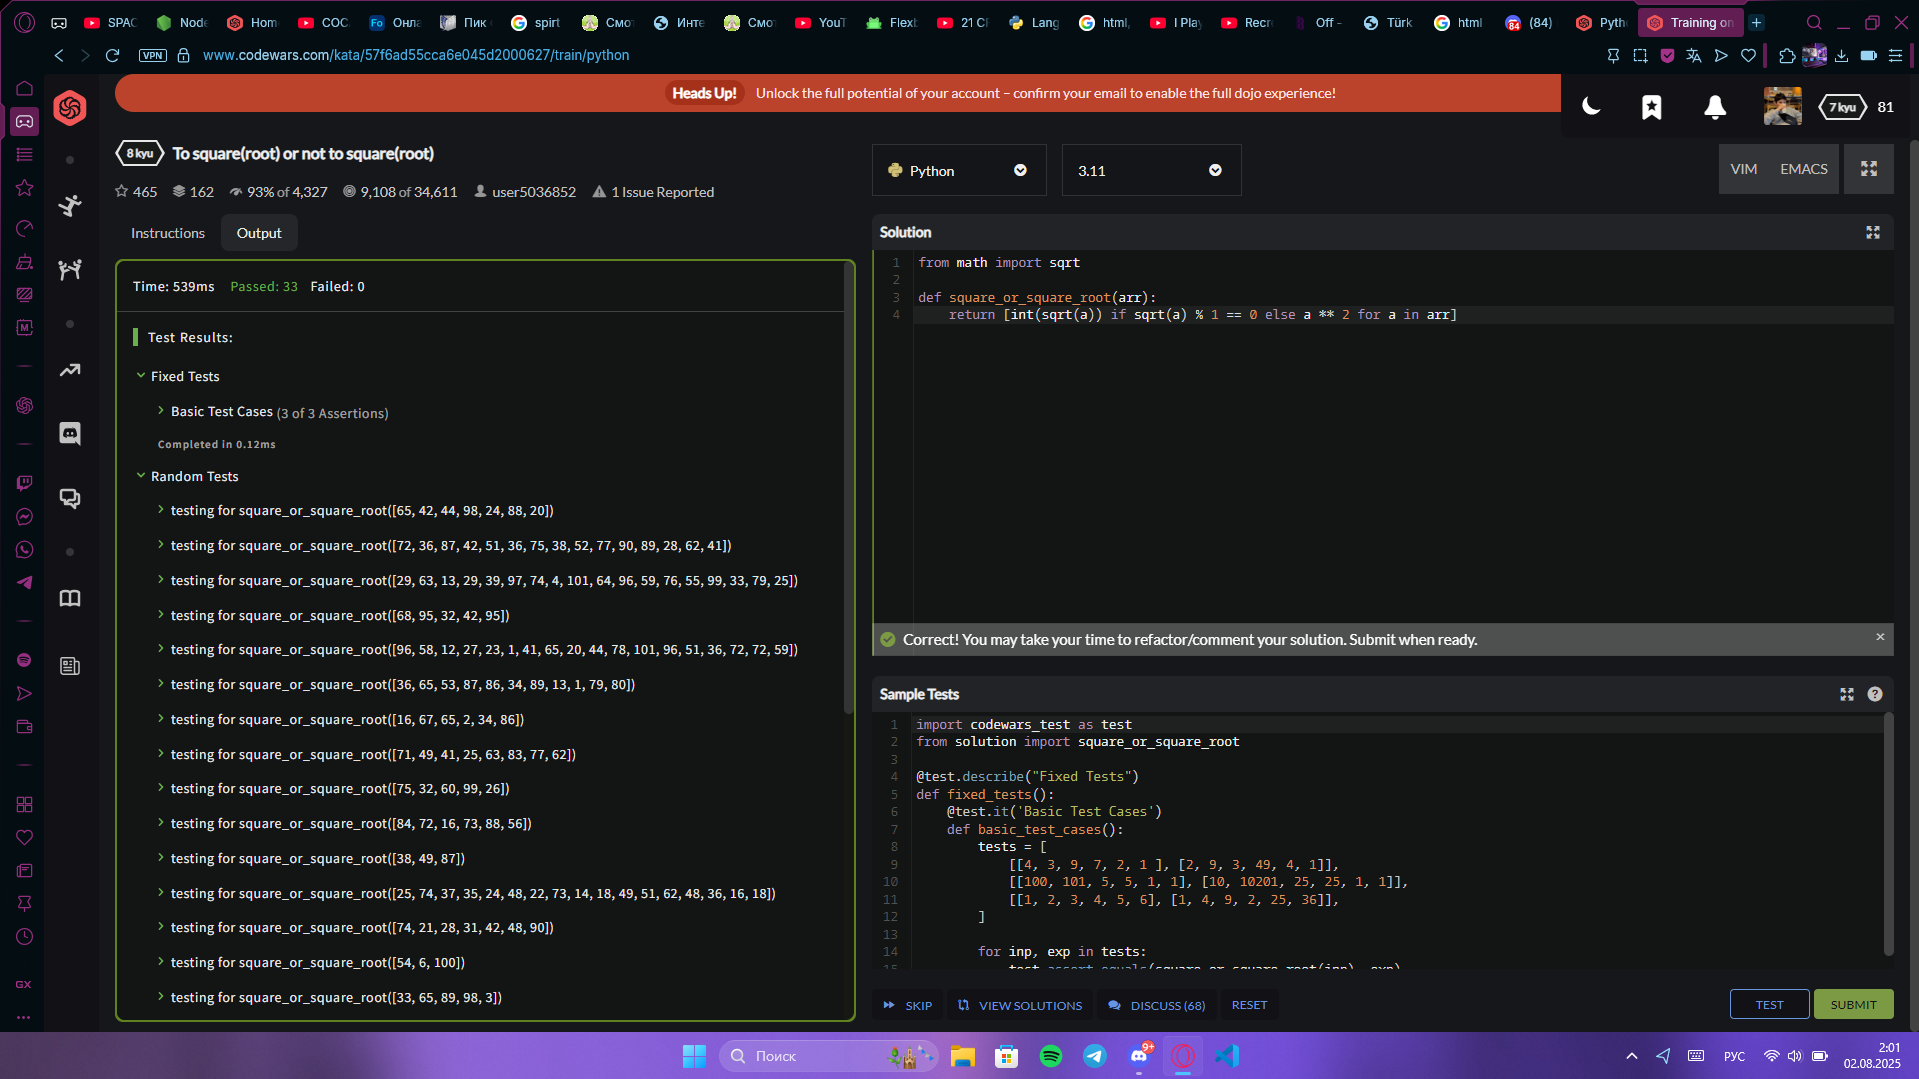 SPAC
Node
Hom
COC
Fo Онла
Пик
spirt
Смот
Инте
Смот
YouT
Flexb
21 CF
Lang
html,
I Play
Recre
Off -
Türk
html
84 (84)
Pyth
Training on
VPN www.codewars.com/kata/57f6ad55cca6e045d2000627/train/python
Heads Up! Unlock the full potential of your account – confirm your email to enable the full dojo experience!
7 kyu 81
8 kyu To square(root) or not to square(root)
465 162 93% of 4,327 9,108 of 34,611 user5036852 1 Issue Reported
Instructions Output
Time: 539ms Passed: 33 Failed: 0
Test Results:
Fixed Tests
Basic Test Cases (3 of 3 Assertions)
Completed in 0.12ms
Random Tests
testing for square_or_square_root([65, 42, 44, 98, 24, 88, 20])
testing for square_or_square_root([72, 36, 87, 42, 51, 36, 75, 38, 52, 77, 90, 89, 28, 62, 41])
testing for square_or_square_root([29, 63, 13, 29, 39, 97, 74, 4, 101, 64, 96, 59, 76, 55, 99, 33, 79, 25])
testing for square_or_square_root([68, 95, 32, 42, 95])
testing for square_or_square_root([96, 58, 12, 27, 23, 1, 41, 65, 20, 44, 78, 101, 96, 51, 36, 72, 72, 59])
testing for square_or_square_root([36, 65, 53, 87, 86, 34, 89, 13, 1, 79, 80])
testing for square_or_square_root([16, 67, 65, 2, 34, 86])
testing for square_or_square_root([71, 49, 41, 25, 63, 83, 77, 62])
testing for square_or_square_root([75, 32, 60, 99, 26])
testing for square_or_square_root([84, 72, 16, 73, 88, 56])
testing for square_or_square_root([38, 49, 87])
testing for square_or_square_root([25, 74, 37, 35, 24, 48, 22, 73, 14, 18, 49, 51, 62, 48, 36, 16, 18])
testing for square_or_square_root([74, 21, 28, 31, 42, 48, 90])
testing for square_or_square_root([54, 6, 100])
testing for square_or_square_root([33, 65, 89, 98, 3])
Python 3.11 VIM EMACS
Solution
1 from math import sqrt
2
3 def square_or_square_root(arr):
4 return [int(sqrt(a)) if sqrt(a) % 1 == 0 else a ** 2 for a in arr]
Correct! You may take your time to refactor/comment your solution. Submit when ready. ×
Sample Tests
1 import codewars_test as test
2 from solution import square_or_square_root
3
4 @test.describe("Fixed Tests")
5 def fixed_tests():
6 @test.it('Basic Test Cases')
7 def basic_test_cases():
8 tests = [
9 [[4, 3, 9, 7, 2, 1 ], [2, 9, 3, 49, 4, 1]],
10 [[100, 101, 5, 5, 1, 1], [10, 10201, 25, 25, 1, 1]],
11 [[1, 2, 3, 4, 5, 6], [1, 4, 9, 2, 25, 36]],
12 ]
13
14 for inp, exp in tests:
15 test.assert_equals(square_or_square_root(inp), exp)
SKIP VIEW SOLUTIONS DISCUSS (68) RESET TEST SUBMIT
GX
Поиск
9+
РУС
2:01
02.08.2025